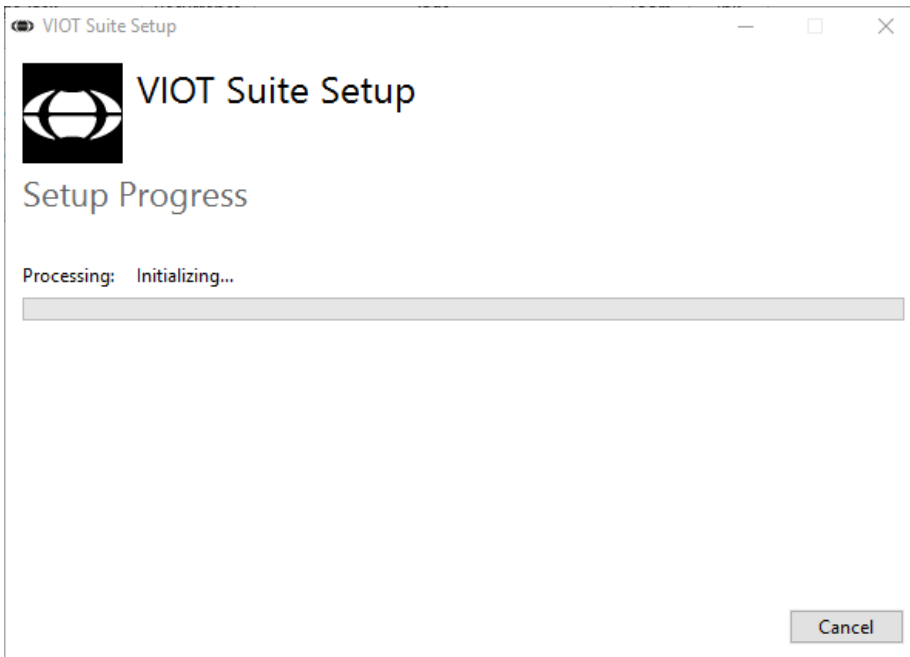 VIOT Suite Setup
VIOT Suite Setup
Setup Progress
Processing: Initializing...
Cancel